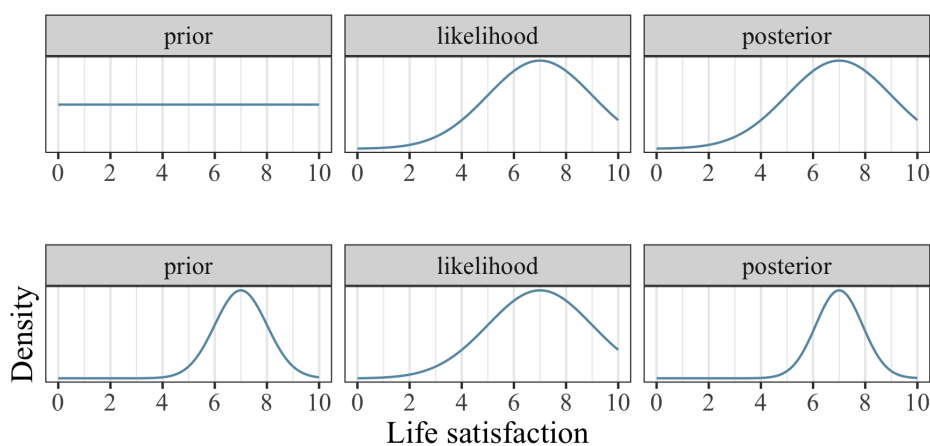 prior likelihood posterior
0 2 4 6 8 10 0 2 4 6 8 10 0 2 4 6 8 10
prior likelihood posterior
Density
0 2 4 6 8 10 0 2 4 6 8 10 0 2 4 6 8 10
Life satisfaction